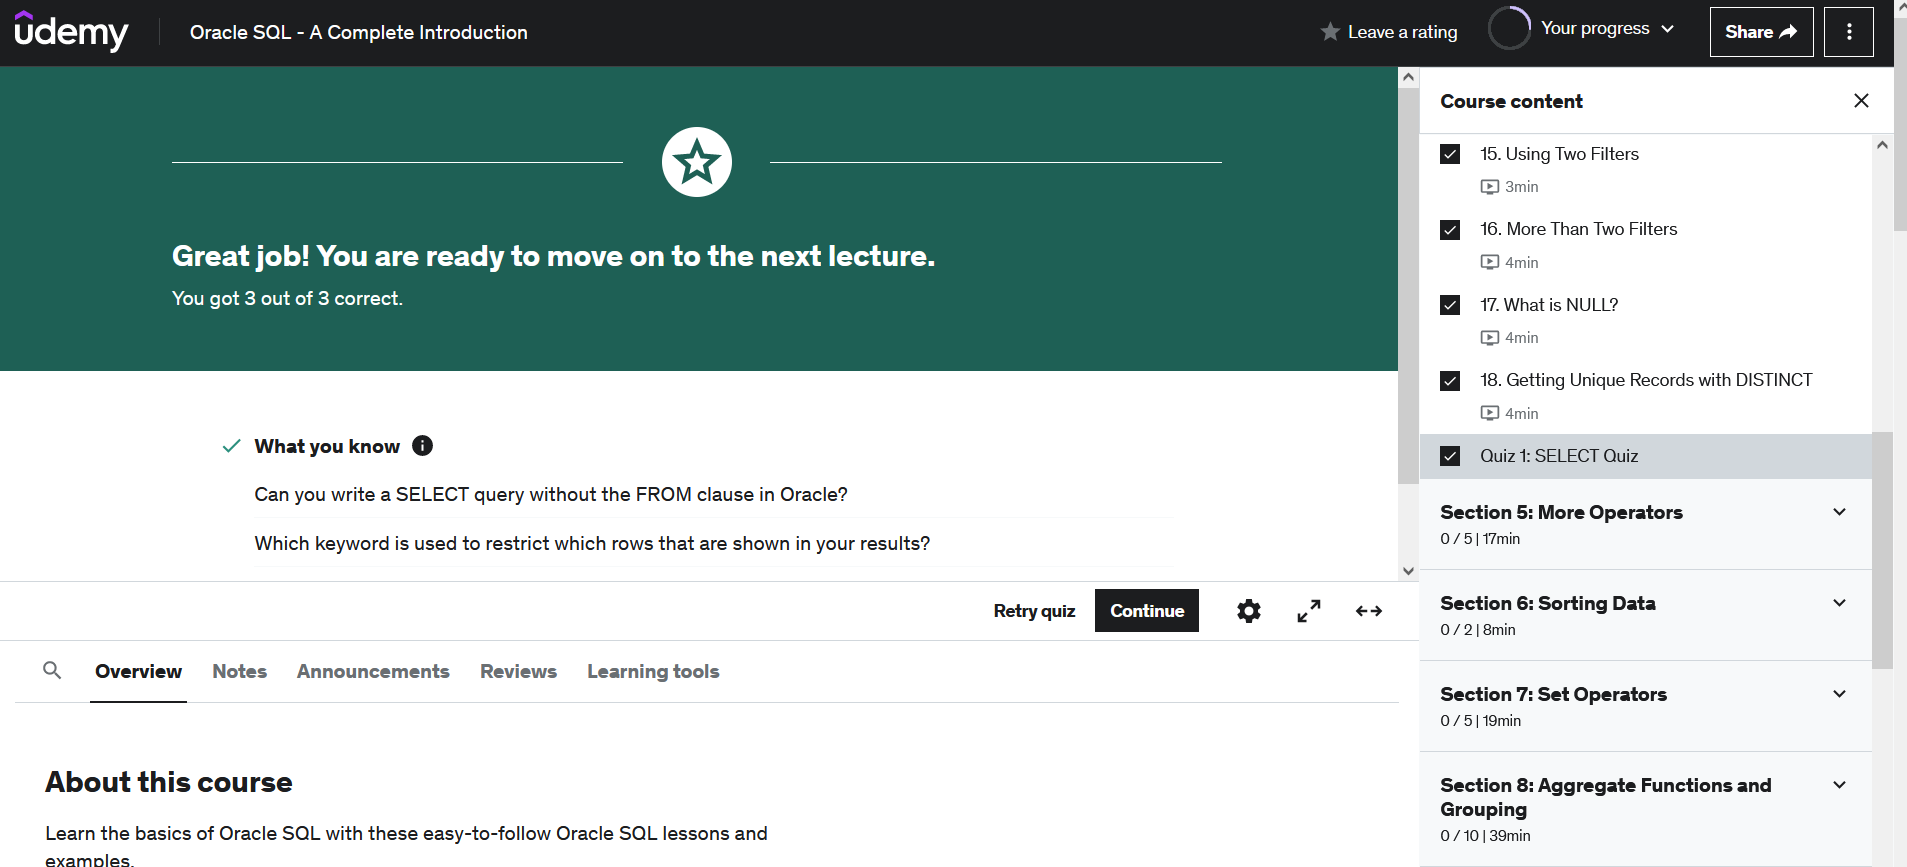 udemy
Oracle SQL - A Complete Introduction
Leave a rating
Your progress
Share
Great job! You are ready to move on to the next lecture.
You got 3 out of 3 correct.
What you know
Can you write a SELECT query without the FROM clause in Oracle?
Which keyword is used to restrict which rows that are shown in your results?
Retry quiz
Continue
Overview
Notes
Announcements
Reviews
Learning tools
About this course
Learn the basics of Oracle SQL with these easy-to-follow Oracle SQL lessons and
examples.
Course content
15. Using Two Filters
3min
16. More Than Two Filters
4min
17. What is NULL?
4min
18. Getting Unique Records with DISTINCT
4min
Quiz 1: SELECT Quiz
Section 5: More Operators
0 / 5 | 17min
Section 6: Sorting Data
0 / 2 | 8min
Section 7: Set Operators
0 / 5 | 19min
Section 8: Aggregate Functions and
Grouping
0 / 10 | 39min